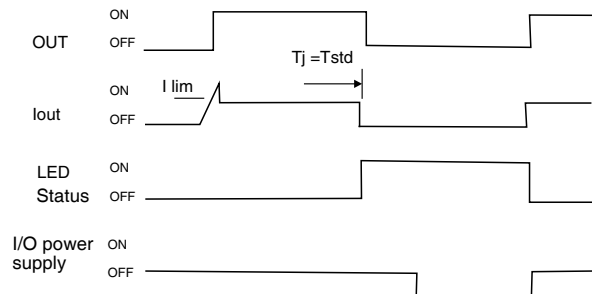 ON
OUT
OFF
Tj =Tstd
ON
I lim
Iout
OFF
ON
LED
Status
OFF
I/O power
supply
ON
OFF